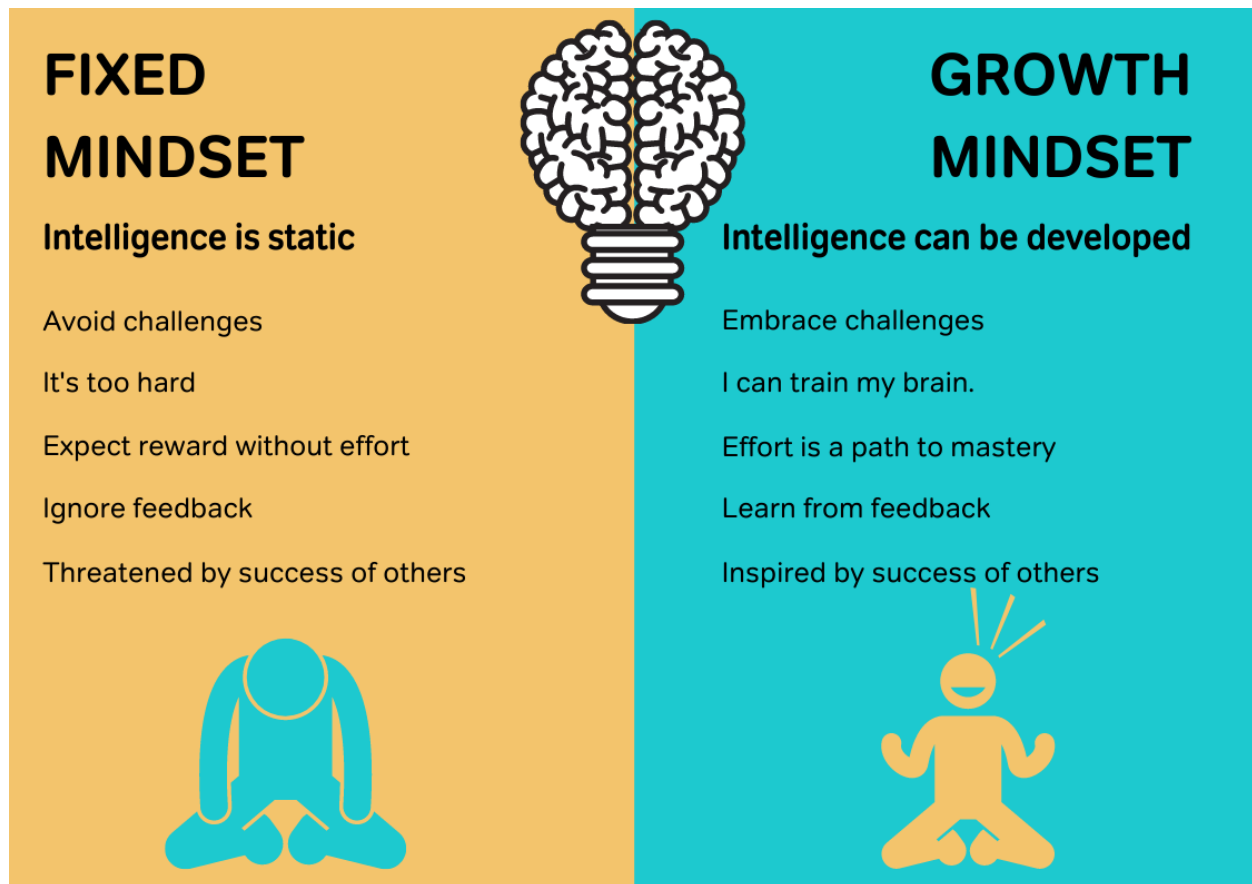 FIXED
MINDSET
Intelligence is static
Avoid challenges
It's too hard
Expect reward without effort
Ignore feedback
Threatened by success of others
GROWTH
MINDSET
Intelligence can be developed
Embrace challenges
I can train my brain.
Effort is a path to mastery
Learn from feedback
Inspired by success of others